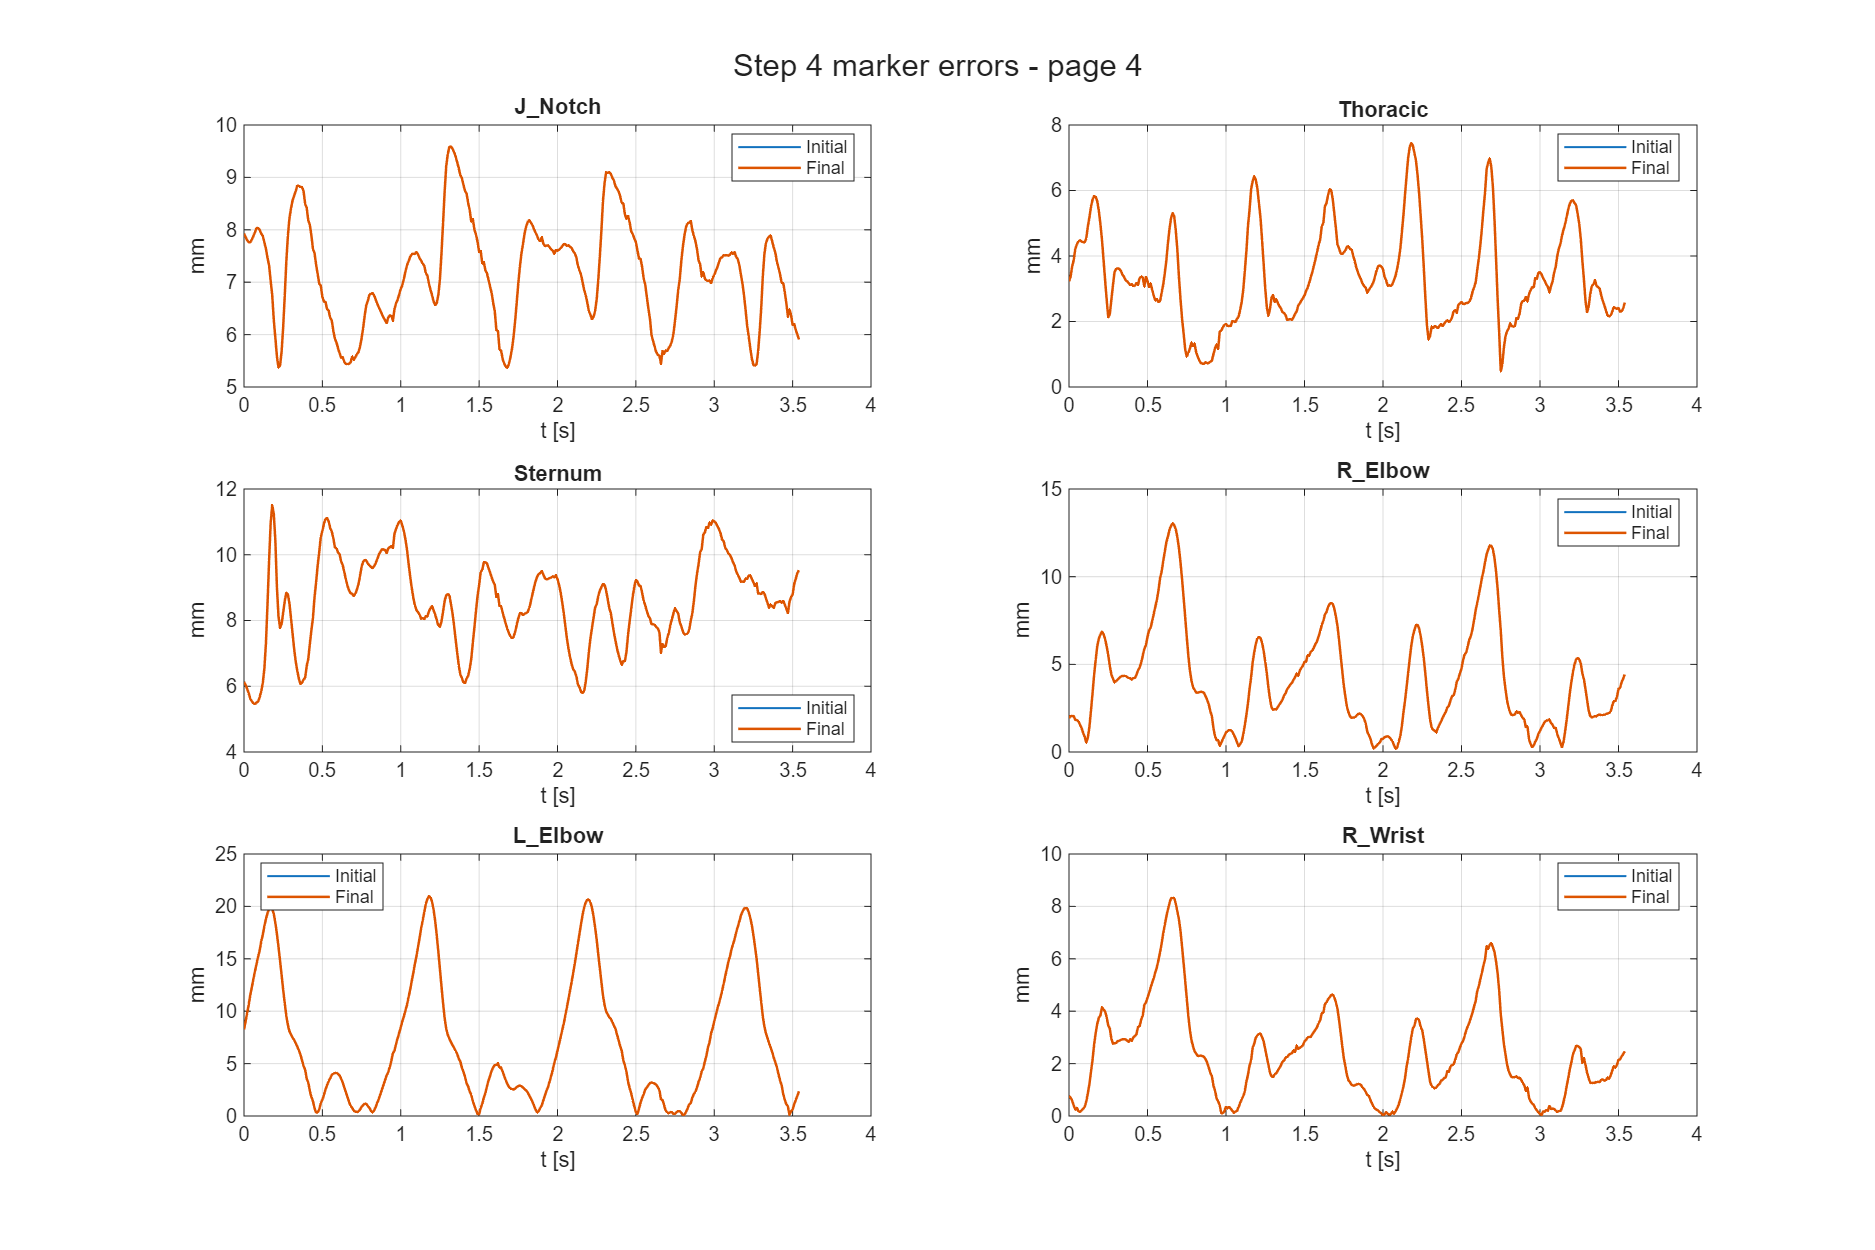 Step 4 marker errors - page 4
J_Notch
10
9
8
7
6
5
mm
0 0.5 1 1.5 2 2.5 3 3.5 4
t [s]
Initial
Final
Thoracic
8
6
4
2
0
mm
0 0.5 1 1.5 2 2.5 3 3.5 4
t [s]
Initial
Final
Sternum
12
10
8
6
4
mm
0 0.5 1 1.5 2 2.5 3 3.5 4
t [s]
Initial
Final
R_Elbow
15
10
5
0
mm
0 0.5 1 1.5 2 2.5 3 3.5 4
t [s]
Initial
Final
L_Elbow
25
20
15
10
5
0
mm
0 0.5 1 1.5 2 2.5 3 3.5 4
t [s]
Initial
Final
R_Wrist
10
8
6
4
2
0
mm
0 0.5 1 1.5 2 2.5 3 3.5 4
t [s]
Initial
Final